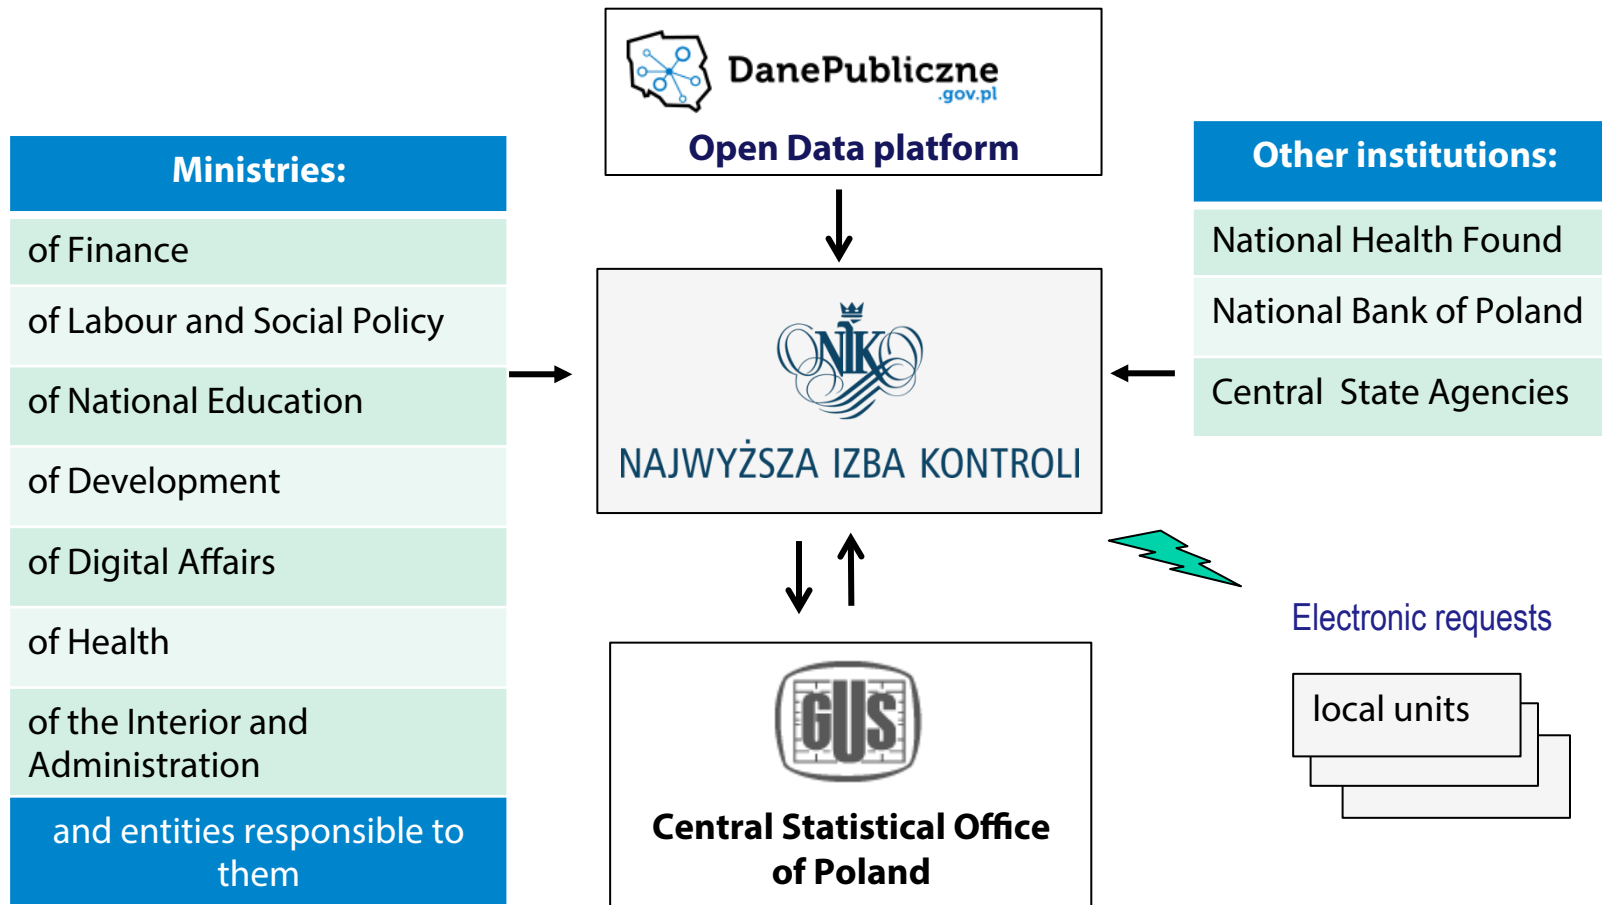 DanePubliczne
.gov.pl
Open Data platform
Ministries:
of Finance
of Labour and Social Policy
of National Education
of Development
of Digital Affairs
of Health
of the Interior and
Administration
and entities responsible to
them
NIK
NAJWYŻSZA IZBA KONTROLI
GUS
Central Statistical Office
of Poland
Other institutions:
National Health Found
National Bank of Poland
Central State Agencies
Electronic requests
local units